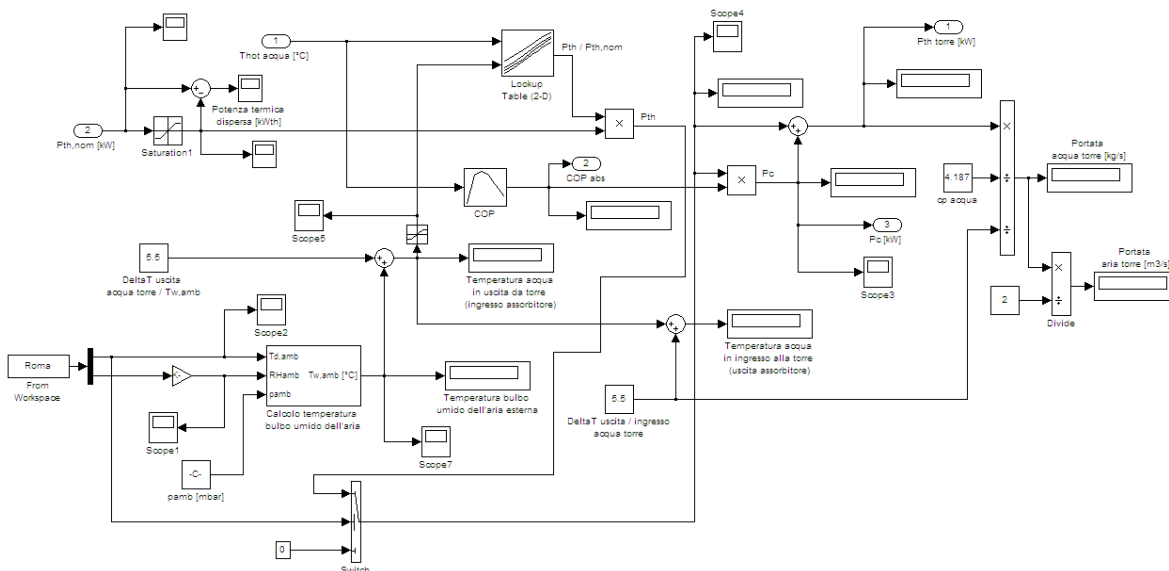 Scope4
1
Pth torre [kW]
1
Thot acqua [°C]
Pth / Pth,nom
Lookup
Table (2-D)
Potenza termica
dispersa [kWth]
Pth
2
Pth,nom [kW]
Saturation1
Portata
acqua torre [kg/s]
2
COP abs
Pc
4.187
cp acqua
COP
Scope5
3
Pc [kW]
5.5
DeltaT uscita
acqua torre / Tw,amb
Temperatura acqua
in uscita da torre
(ingresso assorbitore)
Portata
aria torre [m3/s]
Scope3
2
Divide
Scope2
Temperatura acqua
in ingresso alla torre
(uscita assorbitore)
Roma
From
Workspace
K-
Td,amb
RHamb
pamb
Tw,amb [°C]
Calcolo temperatura
bulbo umido dell'aria
Temperatura bulbo
umido dell'aria esterna
5.5
DeltaT uscita / ingresso
acqua torre
Scope1
Scope7
-C-
pamb [mbar]
0
Switch